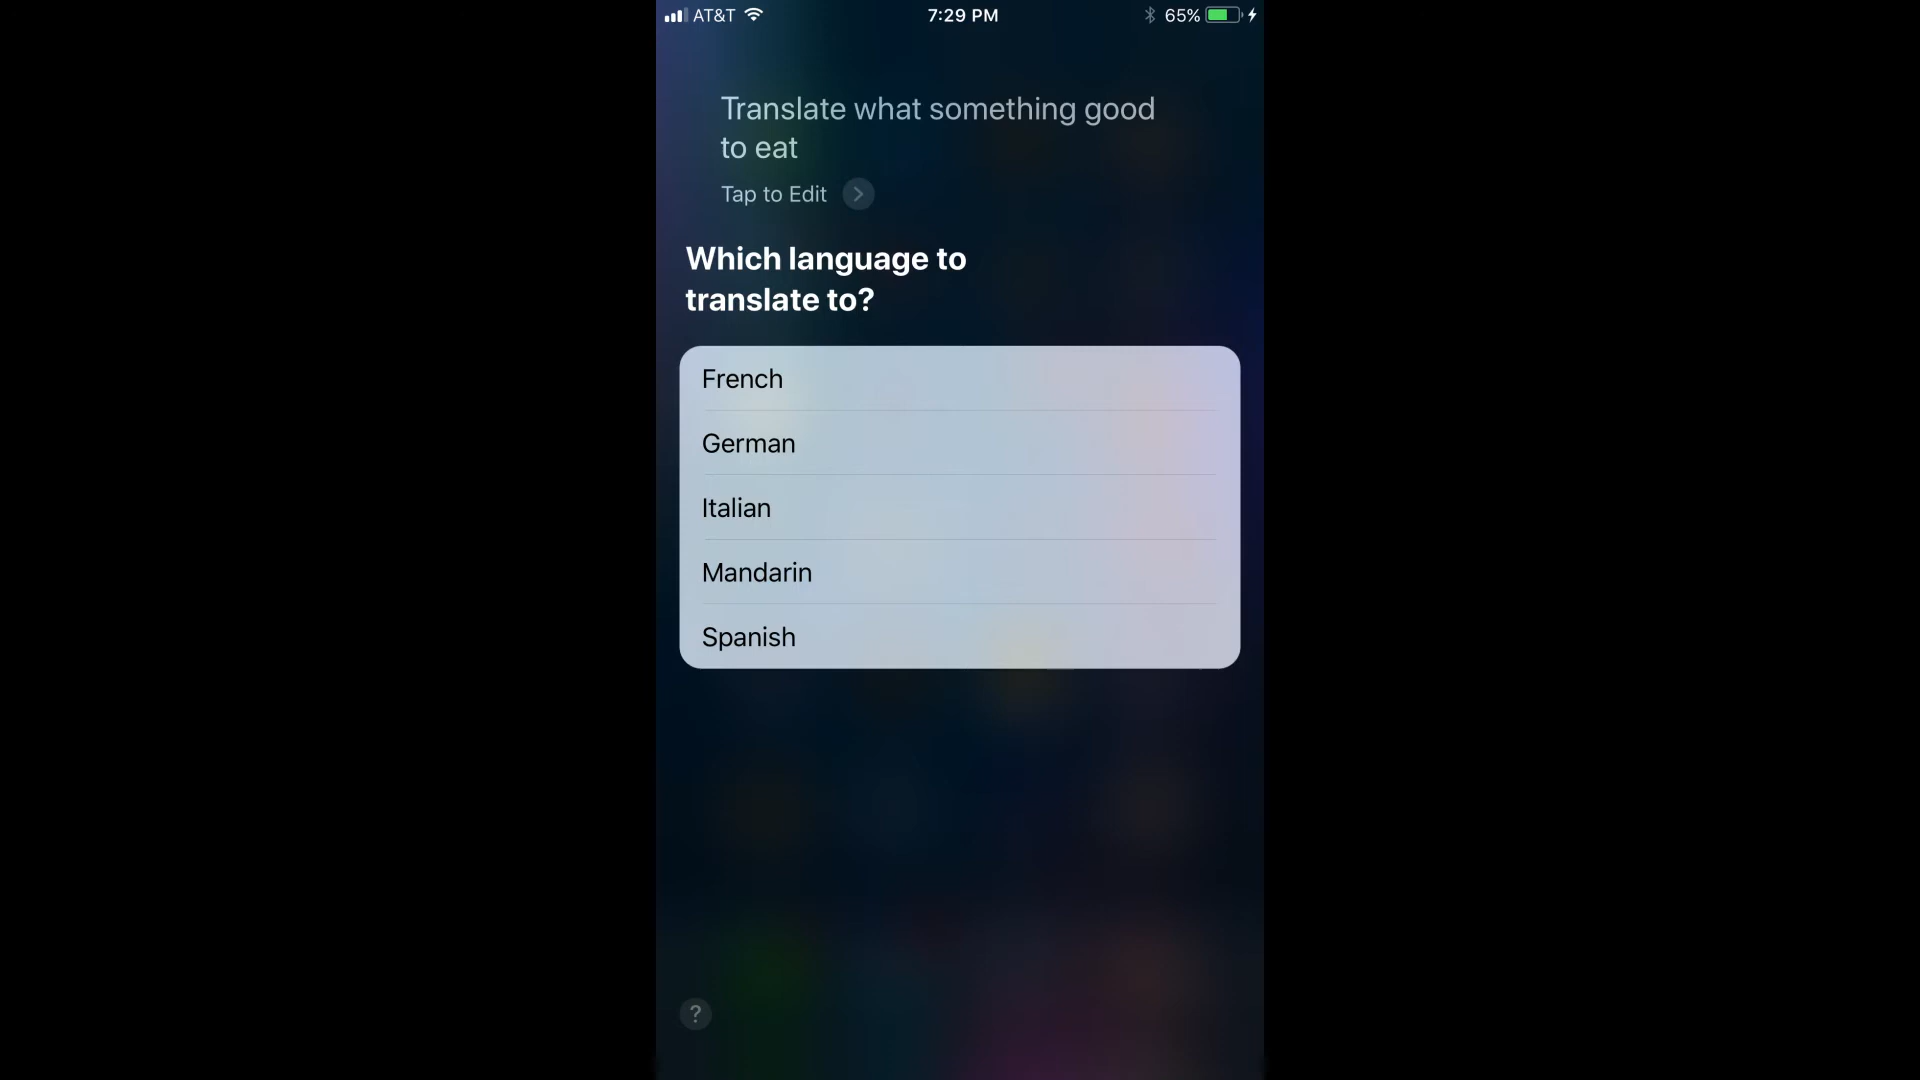 AT&T 7:29 PM 65%
Translate what something good
to eat
Tap to Edit
Which language to
translate to?
French
German
Italian
Mandarin
Spanish
?